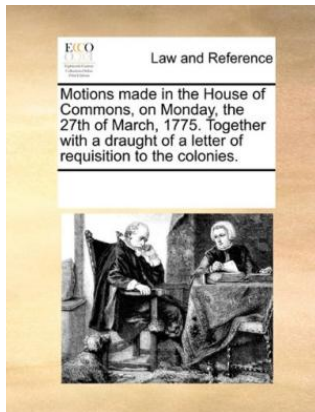 ECCO
Law and Reference
Motions made in the House of
Commons, on Monday, the
27th of March, 1775. Together
with a draught of a letter of
requisition to the colonies.